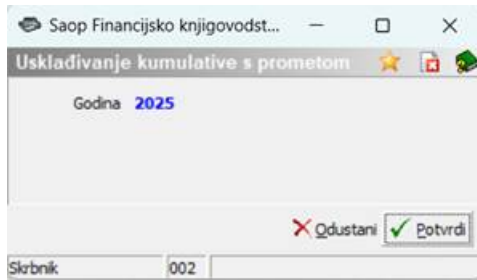 Saop Financijsko knjigovodst...
Usklađivanje kumulative s prometom
Godina 2025
Odustani Potvrdi
Skrbnik 002